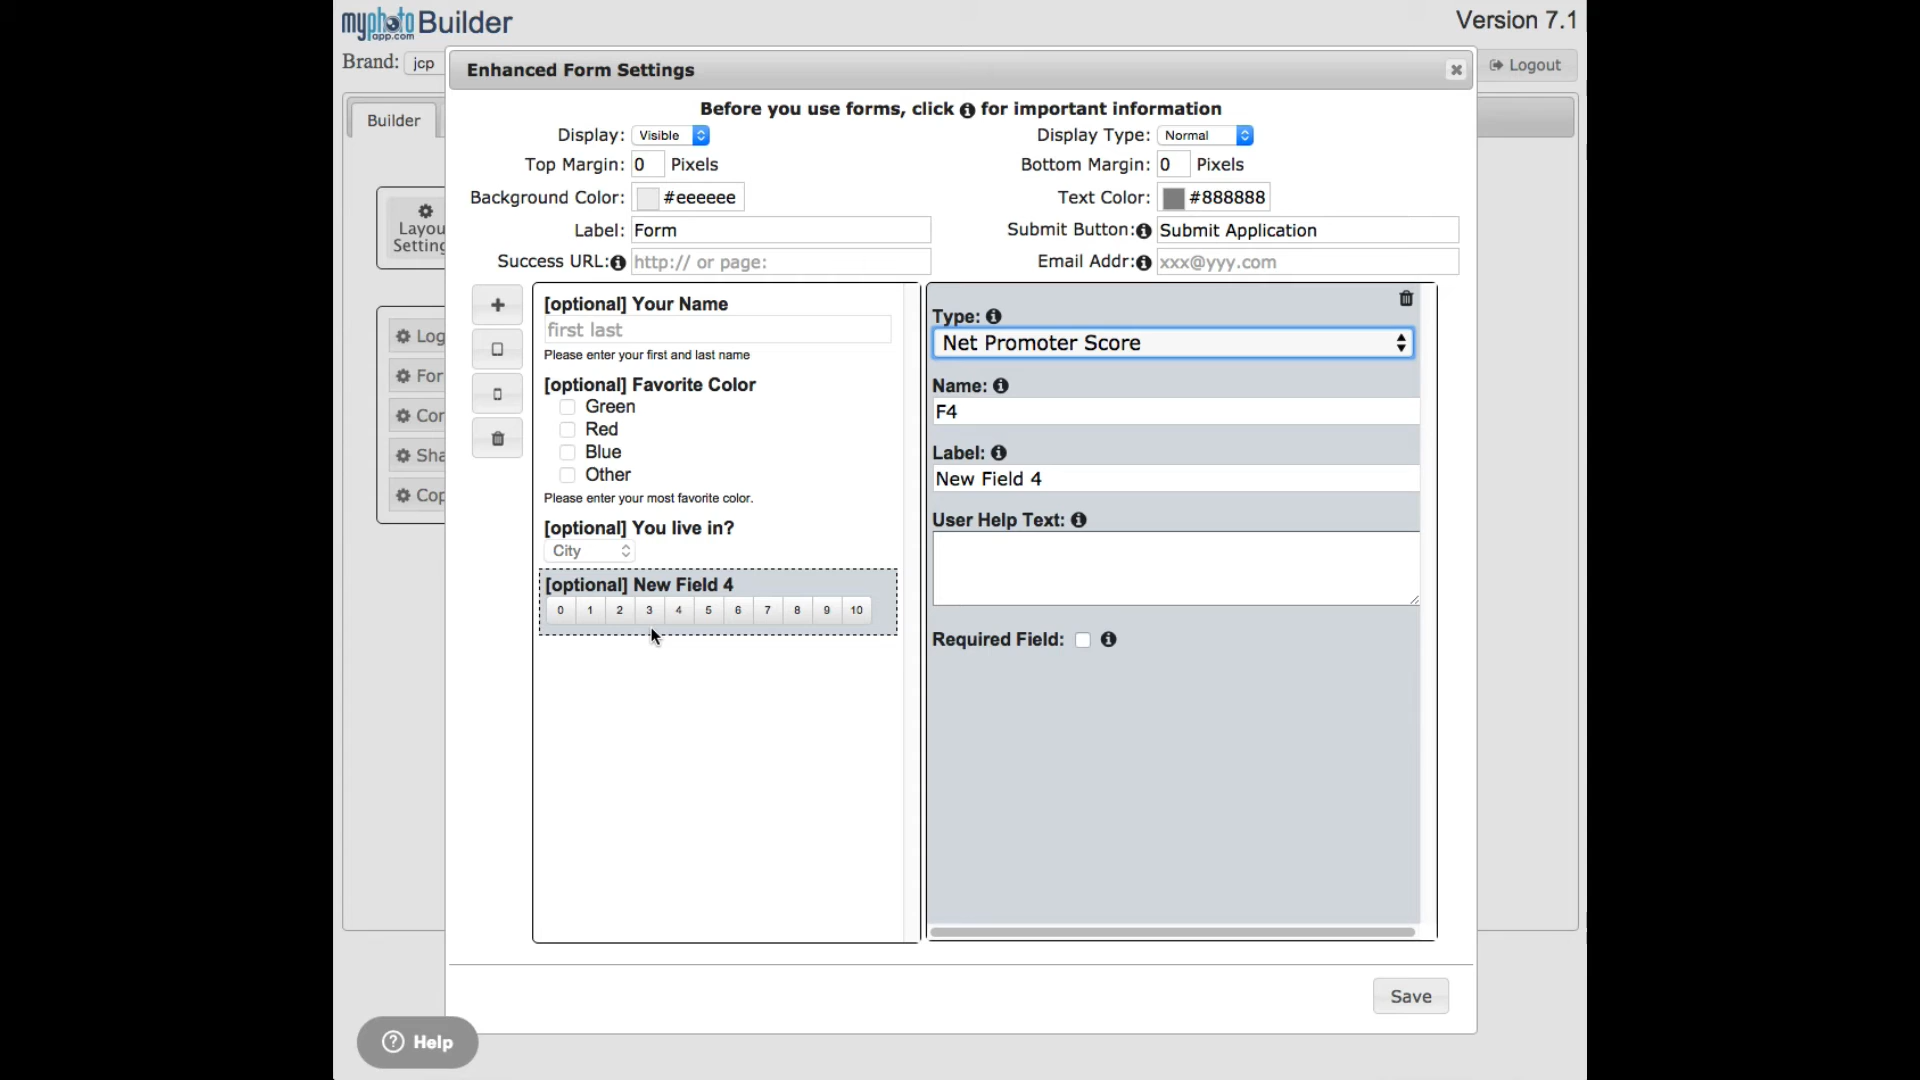 myphoto Builder
app.com
Version 7.1
Brand: jcp
Logout
Builder
Enhanced Form Settings
Before you use forms, click for important information
Display: Visible
Display Type: Normal
Top Margin: 0 Pixels
Bottom Margin: 0 Pixels
Background Color: #eeeeee
Text Color: #888888
Label: Form
Submit Button: Submit Application
Success URL: http:// or page:
Email Addr: xxx@yyy.com
Layou
Setting
Log
For
Cor
Sha
Cop
[optional] Your Name
first last
Please enter your first and last name
[optional] Favorite Color
Green
Red
Blue
Other
Please enter your most favorite color.
[optional] You live in?
City
[optional] New Field 4
0 1 2 3 4 5 6 7 8 9 10
Type:
Net Promoter Score
Name:
F4
Label:
New Field 4
User Help Text:
Required Field:
Save
Help